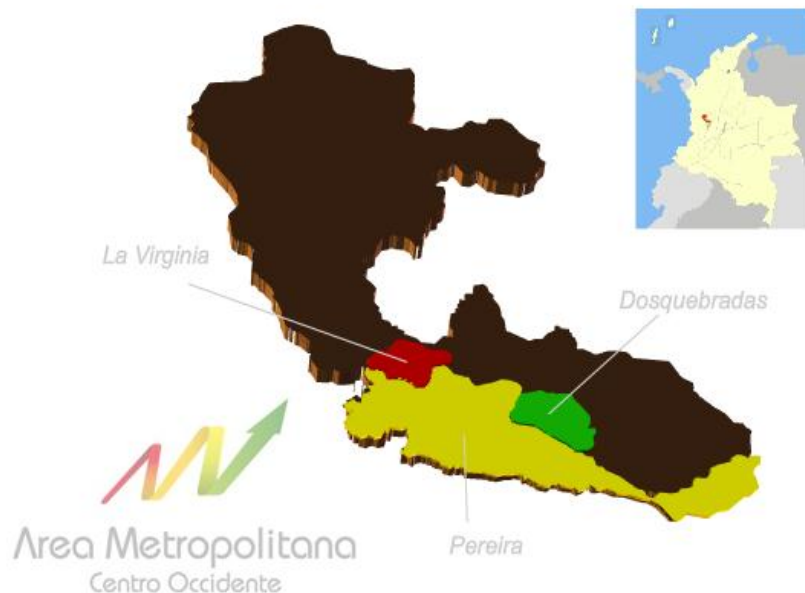 La Virginia
Dosquebradas
Pereira
Area Metropolitana
Centro Occidente